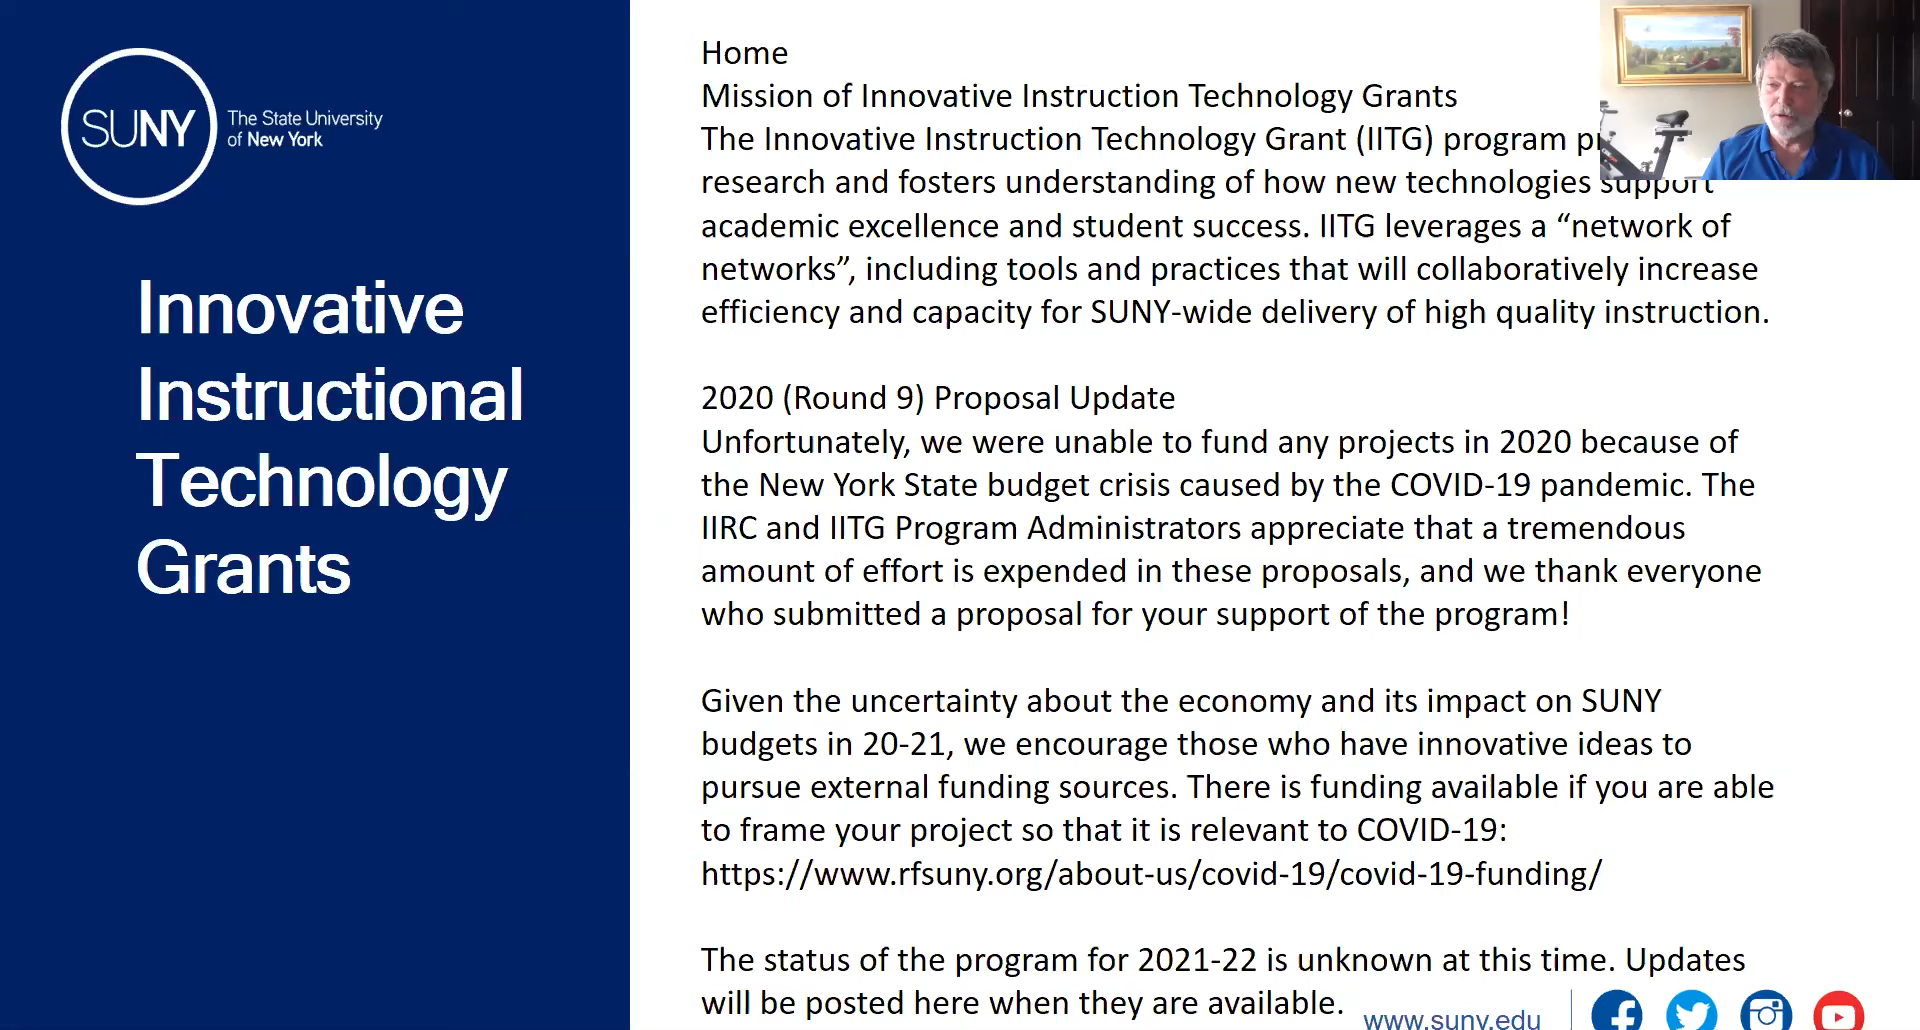 SUNY
The State University
of New York
Innovative
Instructional
Technology
Grants
Home
Mission of Innovative Instruction Technology Grants
The Innovative Instruction Technology Grant (IITG) program
research and fosters understanding of how new technologies support
academic excellence and student success. IITG leverages a “network of
networks”, including tools and practices that will collaboratively increase
efficiency and capacity for SUNY-wide delivery of high quality instruction.
2020 (Round 9) Proposal Update
Unfortunately, we were unable to fund any projects in 2020 because of
the New York State budget crisis caused by the COVID-19 pandemic. The
IIRC and IITG Program Administrators appreciate that a tremendous
amount of effort is expended in these proposals, and we thank everyone
who submitted a proposal for your support of the program!
Given the uncertainty about the economy and its impact on SUNY
budgets in 20-21, we encourage those who have innovative ideas to
pursue external funding sources. There is funding available if you are able
to frame your project so that it is relevant to COVID-19:
https://www.rfsuny.org/about-us/covid-19/covid-19-funding/
The status of the program for 2021-22 is unknown at this time. Updates
will be posted here when they are available.
www.suny.edu